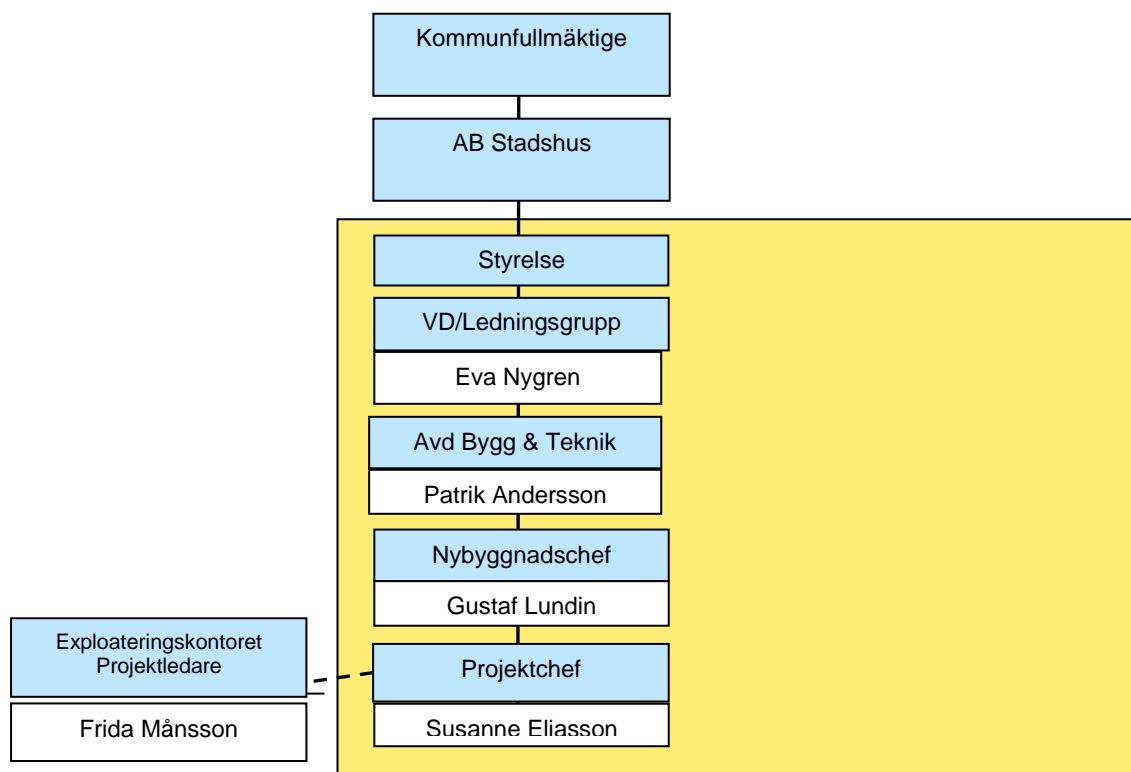 Kommunfullmäktige
AB Stadshus
Styrelse
VD/Ledningsgrupp
Eva Nygren
Avd Bygg & Teknik
Patrik Andersson
Nybyggnadschef
Gustaf Lundin
Exploateringskontoret
Projektledare
Frida Månsson
Projektchef
Susanne Eliasson